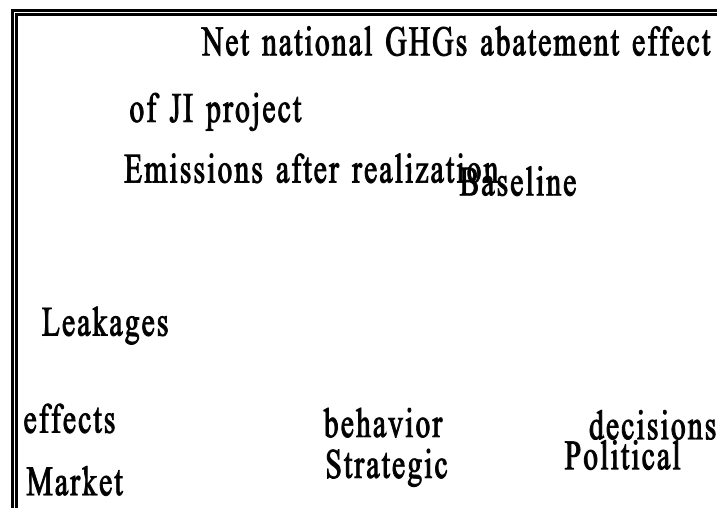 Net national GHGs abatement effect
of JI project
Emissions after realization
Baseline
Leakages
effects
behavior
decisions
Market
Strategic
Political